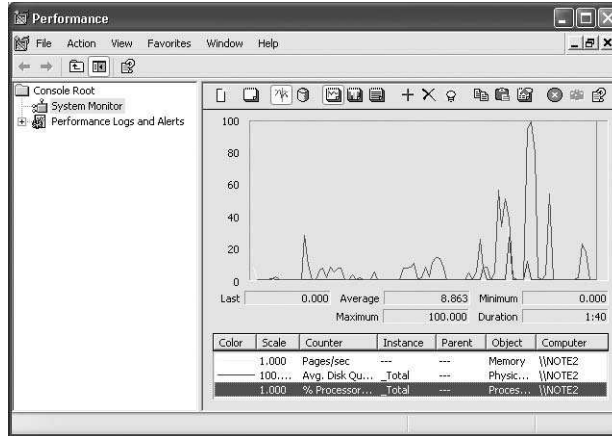 Performance
File Action View Favorites Window Help
Console Root
System Monitor
Performance Logs and Alerts
100
80
60
40
20
0
Last 0.000 Average 8.863 Minimum 0.000
Maximum 100.000 Duration 1:40
Color Scale Counter Instance Parent Object Computer
1.000 Pages/sec --- --- Memory \\NOTE2
100.... Avg. Disk Qu... _Total --- Physic... \\NOTE2
1.000 % Processor... _Total --- Proces... \\NOTE2